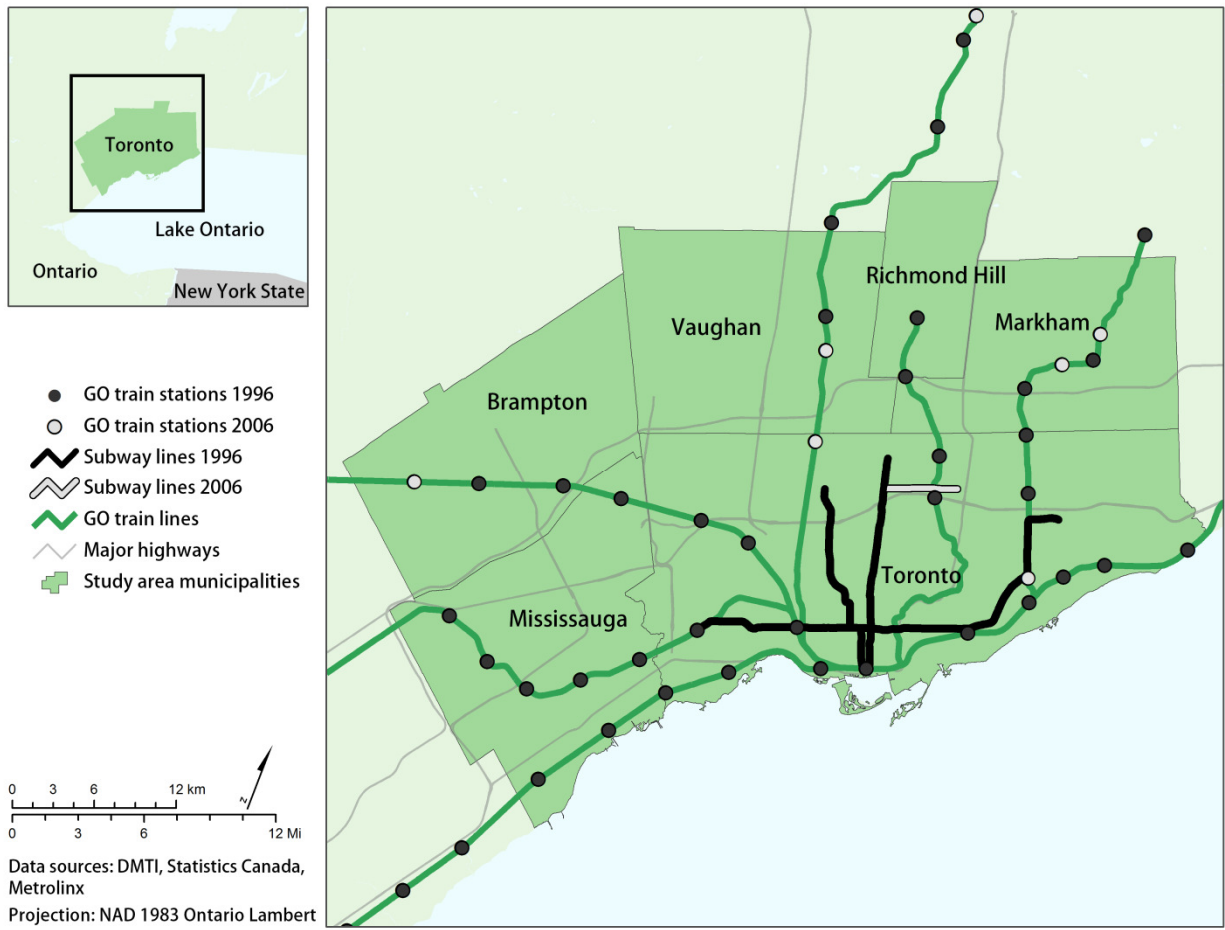 Toronto
Lake Ontario
Ontario
New York State
GO train stations 1996
GO train stations 2006
Subway lines 1996
Subway lines 2006
GO train lines
Major highways
Study area municipalities
Richmond Hill
Vaughan
Markham
Brampton
Toronto
Mississauga
N
0 3 6 12 km
0 3 6 12 Mi
Data sources: DMTI, Statistics Canada,
Metrolinx
Projection: NAD 1983 Ontario Lambert